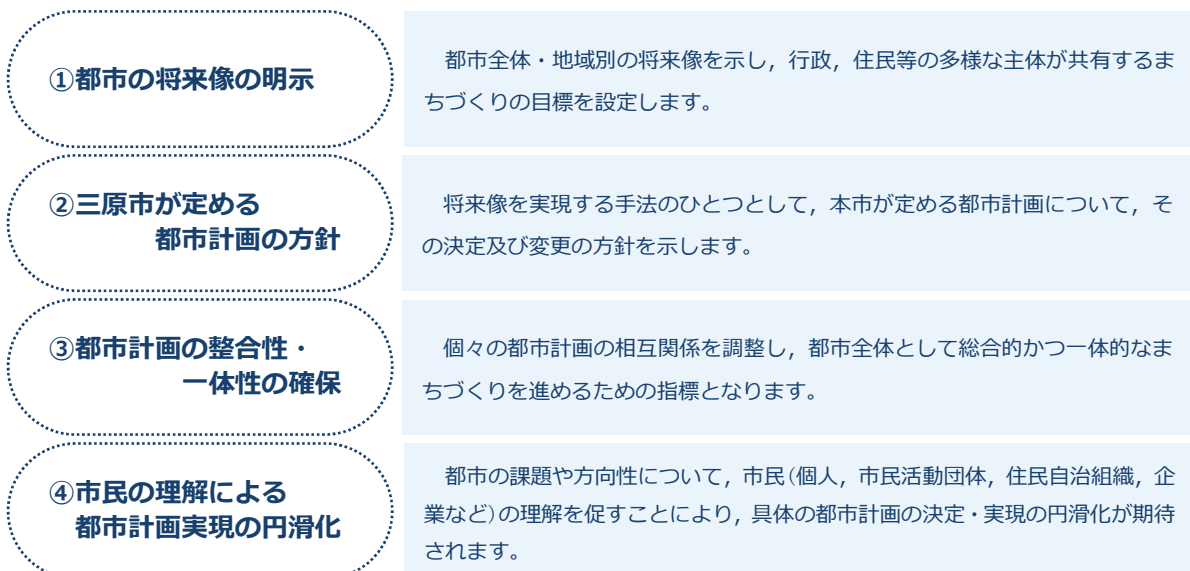 ①都市の将来像の明示
都市全体・地域別の将来像を示し，行政，住民等の多様な主体が共有するま
ちづくりの目標を設定します。
②三原市が定める
都市計画の方針
将来像を実現する手法のひとつとして，本市が定める都市計画について，そ
の決定及び変更の方針を示します。
③都市計画の整合性・
一体性の確保
個々の都市計画の相互関係を調整し，都市全体として総合的かつ一体的なま
ちづくりを進めるための指標となります。
④市民の理解による
都市計画実現の円滑化
都市の課題や方向性について，市民（個人，市民活動団体，住民自治組織，企
業など）の理解を促すことにより，具体の都市計画の決定・実現の円滑化が期待
されます。